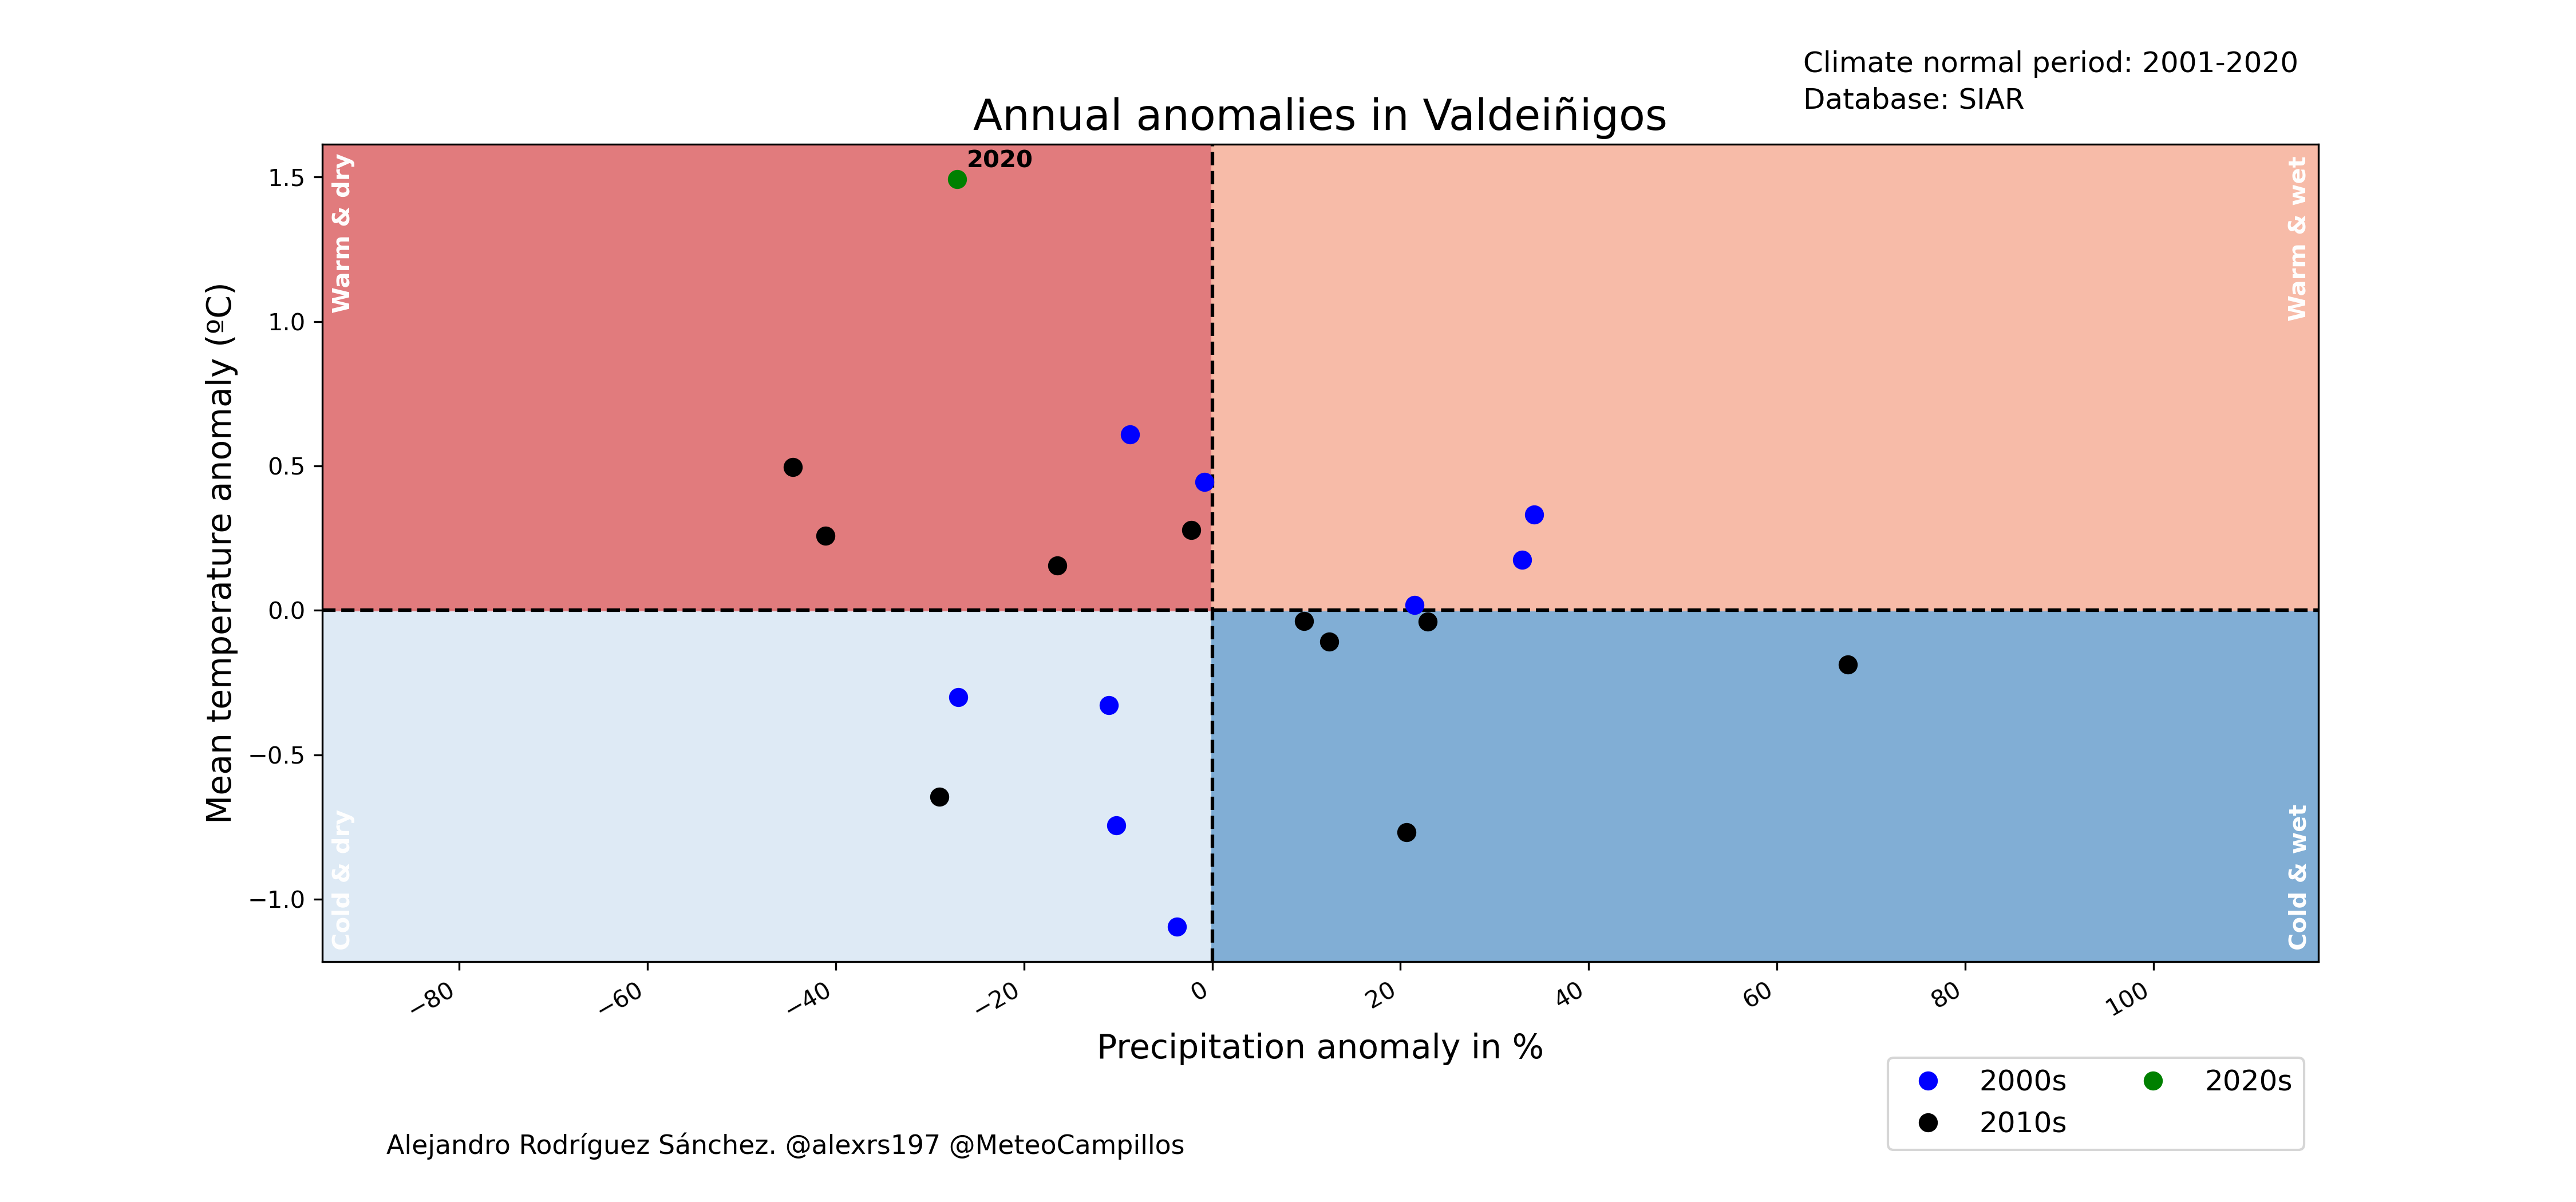 Climate normal period: 2001-2020
Database: SIAR
Annual anomalies in Valdeiñigos
Warm & dry
Warm & wet
2020
1.5
1.0
0.5
0.0
−0.5
−1.0
Mean temperature anomaly (ºC)
Cold & dry
Cold & wet
−80
−60
−40
−20
0
20
40
60
80
100
Precipitation anomaly in %
2000s
2020s
2010s
Alejandro Rodríguez Sánchez. @alexrs197 @MeteoCampillos